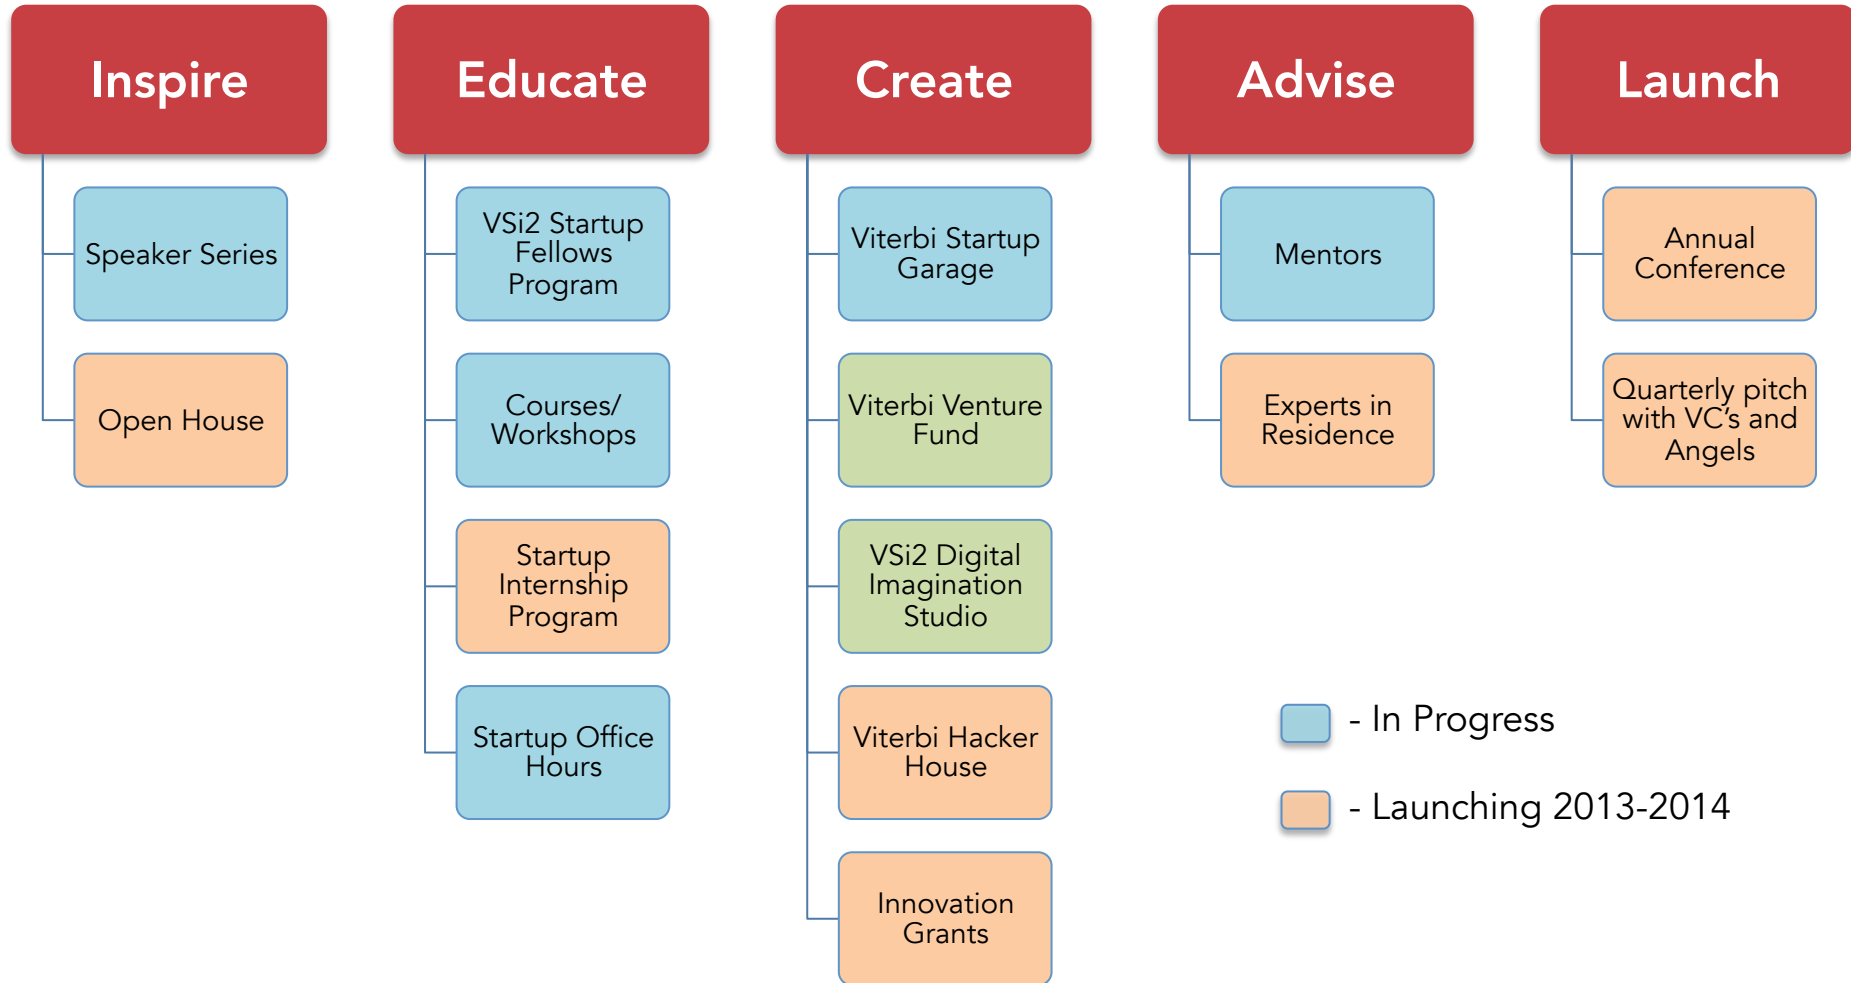 Inspire
Speaker Series
Open House
Educate
VSi2 Startup
Fellows
Program
Courses/
Workshops
Startup
Internship
Program
Startup Office
Hours
Create
Viterbi Startup
Garage
Viterbi Venture
Fund
VSi2 Digital
Imagination
Studio
Viterbi Hacker
House
Innovation
Grants
Advise
Mentors
Experts in
Residence
Launch
Annual
Conference
Quarterly pitch
with VC’s and
Angels
- In Progress
- Launching 2013-2014